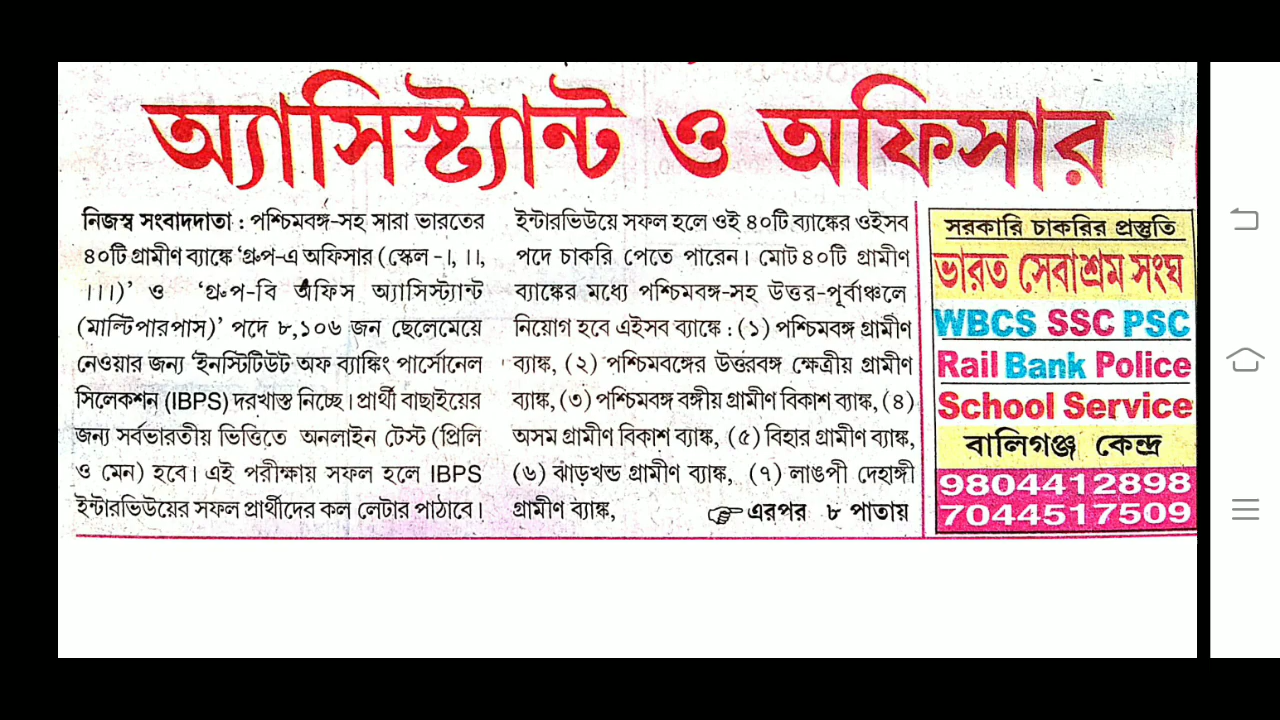 অ্যাসিস্ট্যান্ট ও অফিসার
নিজস্ব সংবাদদাতা : পশ্চিমবঙ্গ-সহ সারা ভারতের
৪০টি গ্রামীণ ব্যাঙ্কে ‘গ্রুপ-এ অফিসার (স্কেল -।, ।।,
।।।)’ ও ‘গ্রুপ-বি অফিস অ্যাসিস্ট্যান্ট
(মাল্টিপারপাস)’ পদে ৮,১০৬ জন ছেলেমেয়ে
নেওয়ার জন্য ‘ইনস্টিটিউট অফ ব্যাঙ্কিং পার্সোনেল
সিলেকশন (IBPS) দরখাস্ত নিচ্ছে। প্রার্থী বাছাইয়ের
জন্য সর্বভারতীয় ভিত্তিতে অনলাইন টেস্ট (প্রিলি
ও মেন) হবে। এই পরীক্ষায় সফল হলে IBPS
ইন্টারভিউয়ের সফল প্রার্থীদের কল লেটার পাঠাবে।
ইন্টারভিউয়ে সফল হলে ওই ৪০টি ব্যাঙ্কের ওইসব
পদে চাকরি পেতে পারেন। মোট ৪০টি গ্রামীণ
ব্যাঙ্কের মধ্যে পশ্চিমবঙ্গ-সহ উত্তর-পূর্বাঞ্চলে
নিয়োগ হবে এইসব ব্যাঙ্কে : (১) পশ্চিমবঙ্গ গ্রামীণ
ব্যাঙ্ক, (২) পশ্চিমবঙ্গের উত্তরবঙ্গ ক্ষেত্রীয় গ্রামীণ
ব্যাঙ্ক, (৩) পশ্চিমবঙ্গ বঙ্গীয় গ্রামীণ বিকাশ ব্যাঙ্ক, (৪)
অসম গ্রামীণ বিকাশ ব্যাঙ্ক, (৫) বিহার গ্রামীণ ব্যাঙ্ক,
(৬) ঝাড়খন্ড গ্রামীণ ব্যাঙ্ক, (৭) লাঙপী দেহাঙ্গী
গ্রামীণ ব্যাঙ্ক, এরপর ৮ পাতায়
সরকারি চাকরির প্রস্তুতি
ভারত সেবাশ্রম সংঘ
WBCS SSC PSC
Rail Bank Police
School Service
বালিগঞ্জ কেন্দ্র
9804412898
7044517509